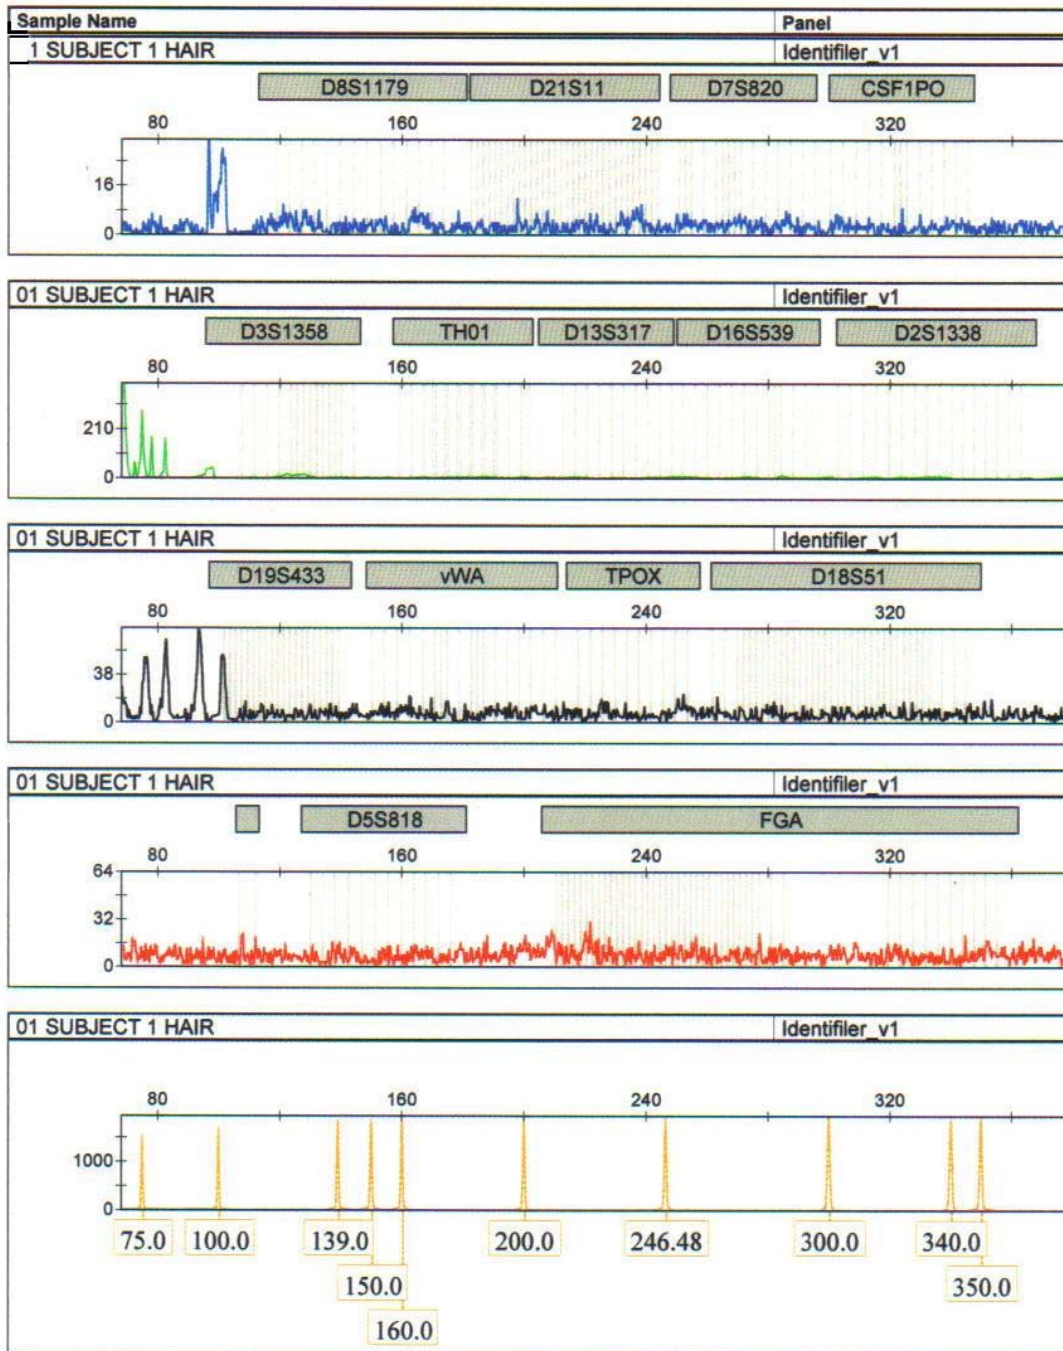 Sample Name Panel
1 SUBJECT 1 HAIR Identifiler_v1
D8S1179 D21S11 D7S820 CSF1PO
80 160 240 320
16
0
01 SUBJECT 1 HAIR Identifiler_v1
D3S1358 TH01 D13S317 D16S539 D2S1338
80 160 240 320
210
0
01 SUBJECT 1 HAIR Identifiler_v1
D19S433 vWA TPOX D18S51
80 160 240 320
38
0
01 SUBJECT 1 HAIR Identifiler_v1
D5S818 FGA
80 160 240 320
64
32
0
01 SUBJECT 1 HAIR Identifiler_v1
80 160 240 320
1000
0
75.0 100.0 139.0 200.0 246.48 300.0 340.0
150.0 350.0
160.0